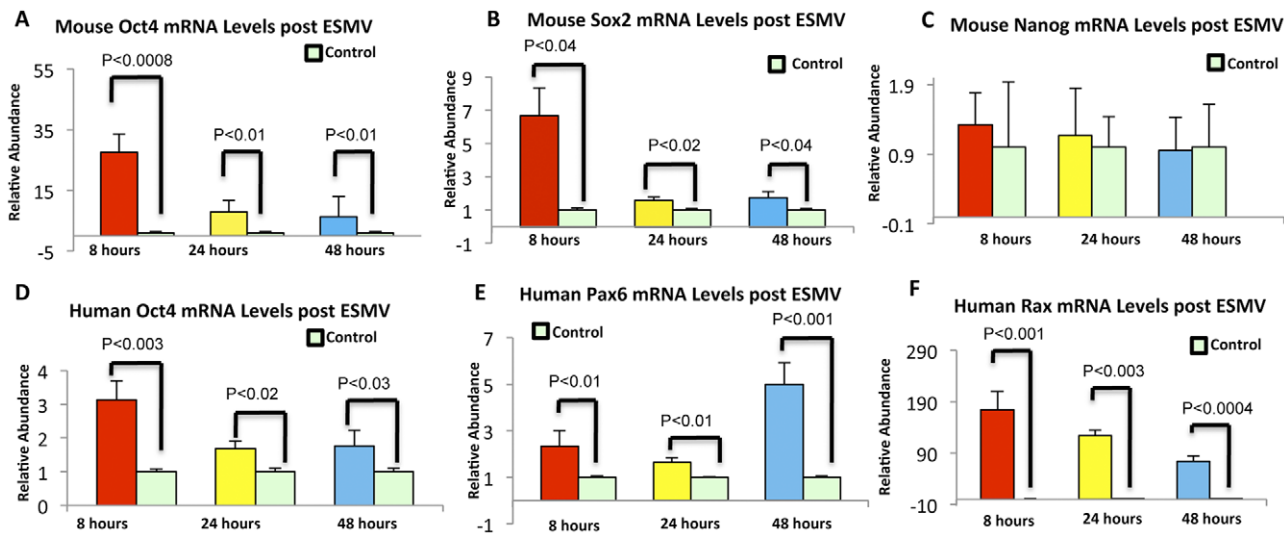 A
Mouse Oct4 mRNA Levels post ESMV
Control
P<0.0008
P<0.01
P<0.01
Relative Abundance
55
35
15
-5
8 hours
24 hours
48 hours
B
Mouse Sox2 mRNA Levels post ESMV
Control
P<0.04
P<0.02
P<0.04
Relative Abundance
9
7
5
3
1
-1
8 hours
24 hours
48 hours
C
Mouse Nanog mRNA Levels post ESMV
Control
Relative Abundance
1.9
0.9
-0.1
8 hours
24 hours
48 hours
D
Human Oct4 mRNA Levels post ESMV
Control
P<0.003
P<0.02
P<0.03
Relative Abundance
4
3
2
1
0
8 hours
24 hours
48 hours
E
Human Pax6 mRNA Levels post ESMV
Control
P<0.01
P<0.01
P<0.001
Relative Abundance
7
5
3
1
-1
8 hours
24 hours
48 hours
F
Human Rax mRNA Levels post ESMV
Control
P<0.001
P<0.003
P<0.0004
Relative Abundance
290
190
90
-10
8 hours
24 hours
48 hours